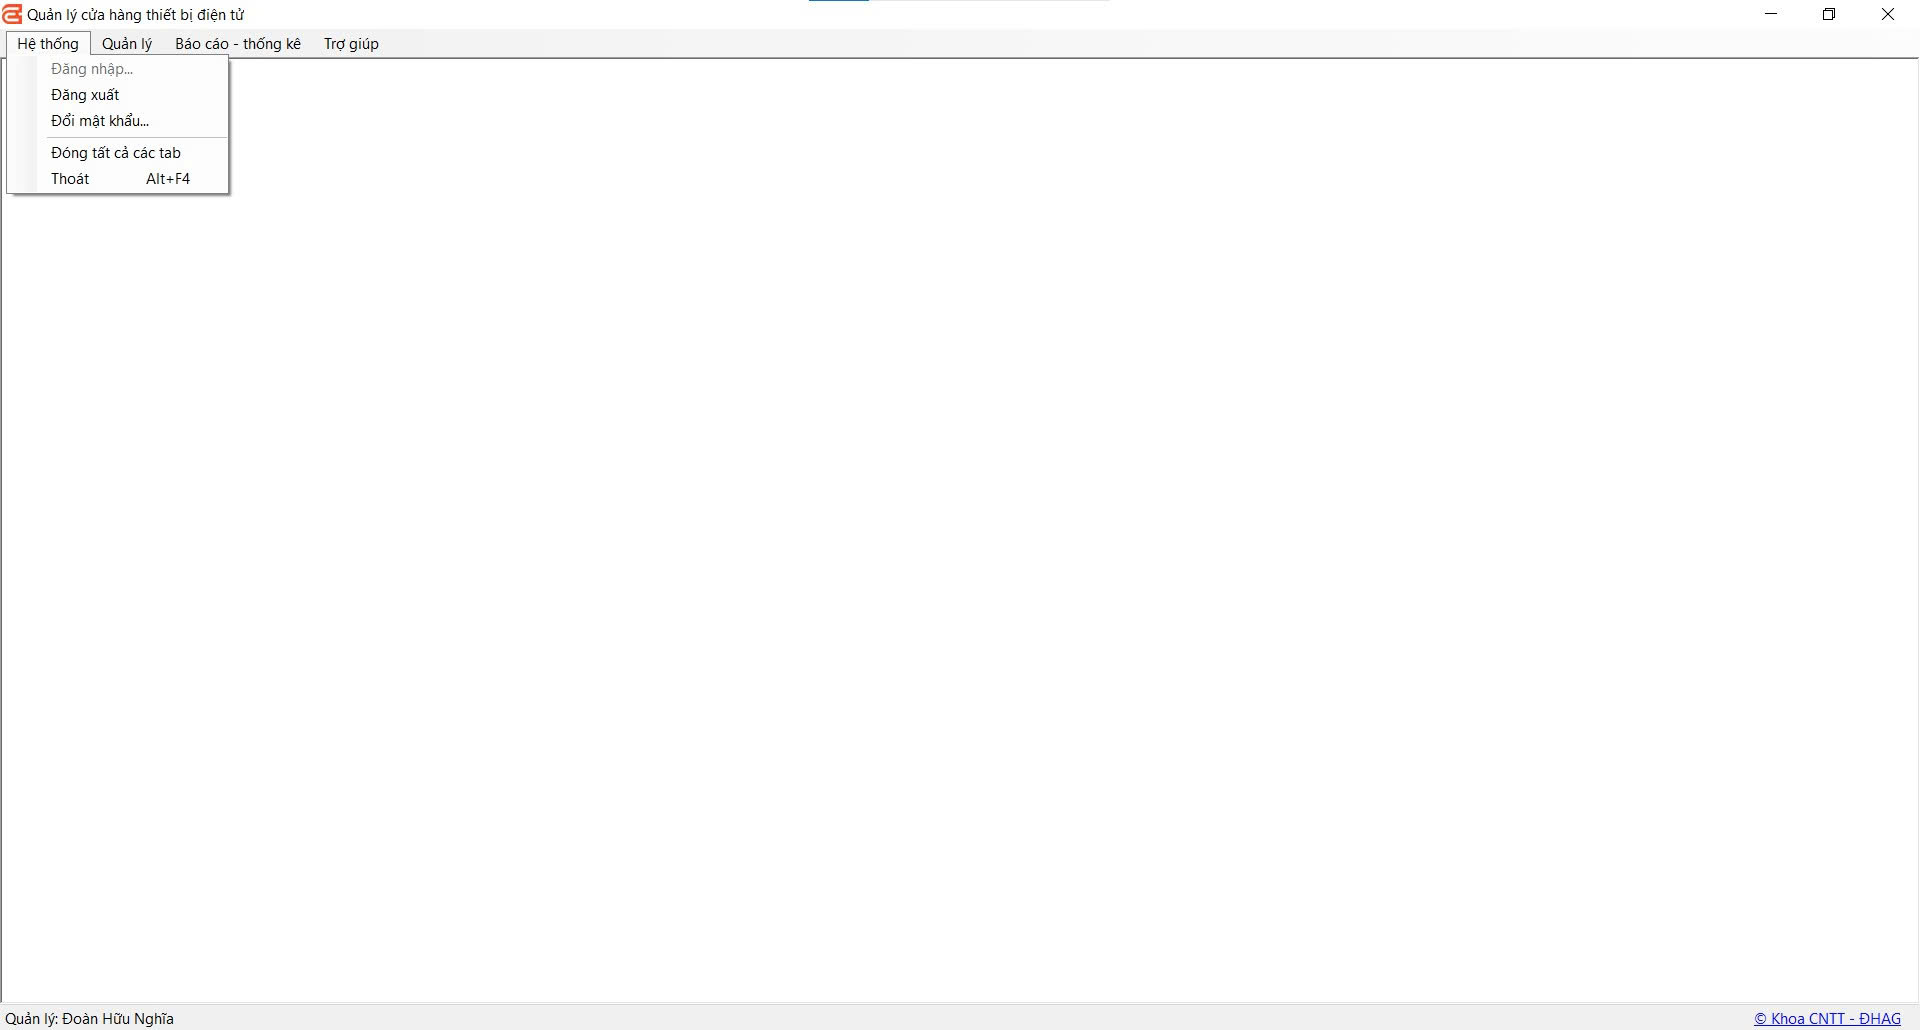 Quản lý cửa hàng thiết bị điện tử
Hệ thống Quản lý Báo cáo - thống kê Trợ giúp
Đăng nhập...
Đăng xuất
Đổi mật khẩu...
Đóng tất cả các tab
Thoát Alt+F4
Quản lý: Đoàn Hữu Nghĩa
© Khoa CNTT - ĐHAG